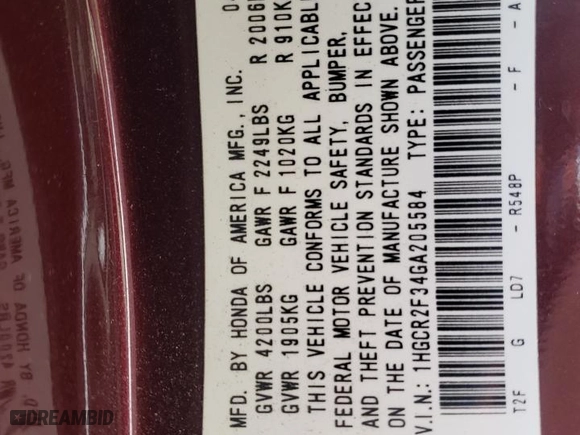 MFD. BY HONDA OF AMERICA MFG., INC.
GVWR 4200LBS GAWR F 2249LBS R 2006
GVWR 1905KG GAWR F 1020KG R 910K
THIS VEHICLE CONFORMS TO ALL APPLICABL
FEDERAL MOTOR VEHICLE SAFETY, BUMPER,
AND THEFT PREVENTION STANDARDS IN EFFEC
ON THE DATE OF MANUFACTURE SHOWN ABOVE.
V.I.N.: 1HGCR2F34GA205584 TYPE: PASSENGER
T2F G LD7 - R548P - F - A
DREAMBID